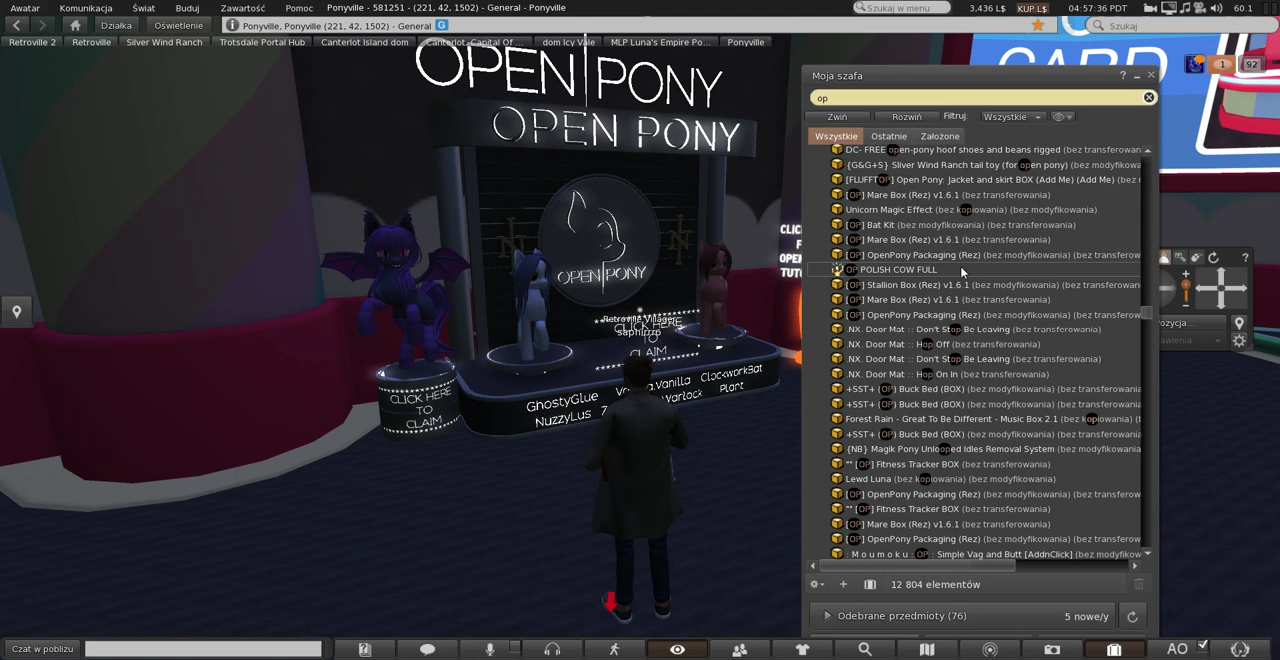 Awatar Komunikacja Świat Buduj Zawartość Pomoc Ponyville - 581251 - (221, 42, 1502) - General - Ponyville Szukaj w menu 3,436 L$ KUP L$ 04:57:36 PDT 60.1
Działka Oświetlenie Ponyville, Ponyville (221, 42, 1502) - General Szukaj
Retroville 2 Retroville Silver Wind Ranch Trotsdale Portal Hub Canterlot Island dom Canterlot, Capital Of ... dom Icy Vale MLP Luna's Empire Po... Ponyville
CARD
OPEN|PONY
OPEN PONY
OPEN|PONY
1 92
Retroville Village
saphirrrp
CLICK HERE
TO
CLAIM
CLICK HERE
TO
CLAIM
GhostyGlue
NuzzyLus
ClockworkBat
Plant
Moja szafa
op
Zwiń Rozwiń Filtruj: Wszystkie
Wszystkie Ostatnie Założone
DC- FREE open-pony hoof shoes and beans rigged (bez transferowan
{G&G+S} Sliver Wind Ranch tail toy (for open pony) (bez modyfikowa
[FLUFFTOP] Open Pony: Jacket and skirt BOX (Add Me) (Add Me) (bez r
[OP] Mare Box (Rez) v1.6.1 (bez transferowania)
Unicorn Magic Effect (bez kopiowania) (bez modyfikowania)
[OP] Bat Kit (bez modyfikowania) (bez transferowania)
[OP] Mare Box (Rez) v1.6.1 (bez transferowania)
[OP] OpenPony Packaging (Rez) (bez modyfikowania) (bez transferowa
OP POLISH COW FULL
[OP] Stallion Box (Rez) v1.6.1 (bez modyfikowania) (bez transferowan
[OP] Mare Box (Rez) v1.6.1 (bez transferowania)
[OP] OpenPony Packaging (Rez) (bez modyfikowania) (bez transferowa
.NX. Door Mat :: Don't Stop Be Leaving (bez transferowania)
.NX. Door Mat :: Hop Off (bez transferowania)
.NX. Door Mat :: Don't Stop Be Leaving (bez transferowania)
.NX. Door Mat :: Hop On In (bez transferowania)
+SST+ (OP) Buck Bed (BOX) (bez modyfikowania) (bez transferowania)
+SST+ (OP) Buck Bed (BOX) (bez modyfikowania) (bez transferowania)
Forest Rain - Great To Be Different - Music Box 2.1 (bez kopiowania) (
+SST+ (OP) Buck Bed (BOX) (bez modyfikowania) (bez transferowania)
{NB} Magik Pony Unlooped Idles Removal System (bez transferowania)
"" [OP] Fitness Tracker BOX (bez transferowania)
Lewd Luna (bez kopiowania) (bez modyfikowania)
[OP] OpenPony Packaging (Rez) (bez modyfikowania) (bez transferowa
"" [OP] Fitness Tracker BOX (bez transferowania)
[OP] Mare Box (Rez) v1.6.1 (bez transferowania)
[OP] OpenPony Packaging (Rez) (bez modyfikowania) (bez transferowa
: M o u m o k u : OP : Simple Vag and Butt [AddnClick] (bez modyfikow
12 804 elementów
Odebrane przedmioty (76) 5 nowe/y
Czat w pobliżu
AO